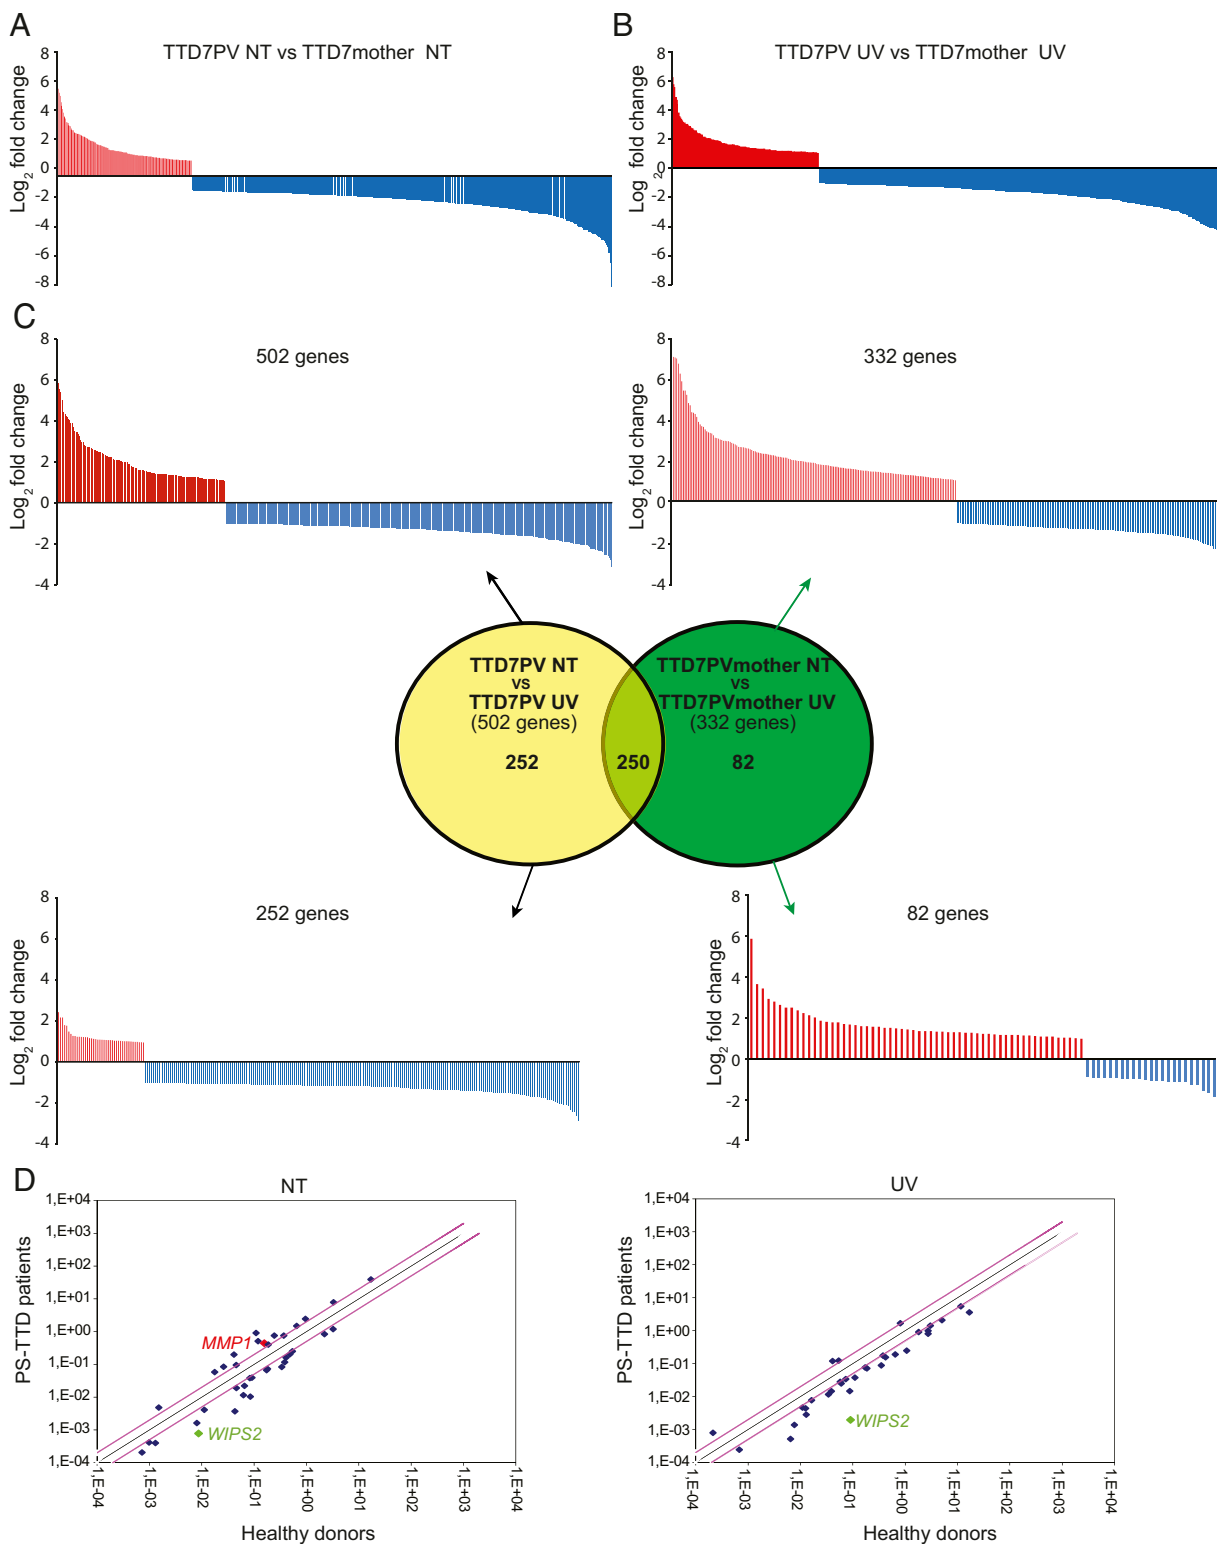 A
TTD7PV NT vs TTD7mother  NT
Log2 fold change
8
6
4
2
0
-2
-4
-6
-8
B
TTD7PV UV vs TTD7mother  UV
Log2 fold change
8
6
4
2
0
-2
-4
-6
-8
C
502 genes
Log2 fold change
8
6
4
2
0
-2
-4
332 genes
Log2 fold change
8
6
4
2
0
-2
-4
TTD7PV NT
vs
TTD7PV UV
(502 genes)
252
250
TTD7PVmother NT
vs
TTD7PVmother UV
(332 genes)
82
252 genes
Log2 fold change
8
6
4
2
0
-2
-4
82 genes
Log2 fold change
8
6
4
2
0
-2
-4
D
NT
PS-TTD patients
1,E+04
1,E+03
1,E+02
1,E+01
1,E+00
1,E-01
1,E-02
1,E-03
1,E-04
MMP1
WIPS2
1,E-04
1,E-03
1,E-02
1,E-01
1,E+00
1,E+01
1,E+02
1,E+03
1,E+04
Healthy donors
UV
PS-TTD patients
1,E+04
1,E+03
1,E+02
1,E+01
1,E+00
1,E-01
1,E-02
1,E-03
1,E-04
WIPS2
1,E-04
1,E-03
1,E-02
1,E-01
1,E+00
1,E+01
1,E+02
1,E+03
1,E+04
Healthy donors